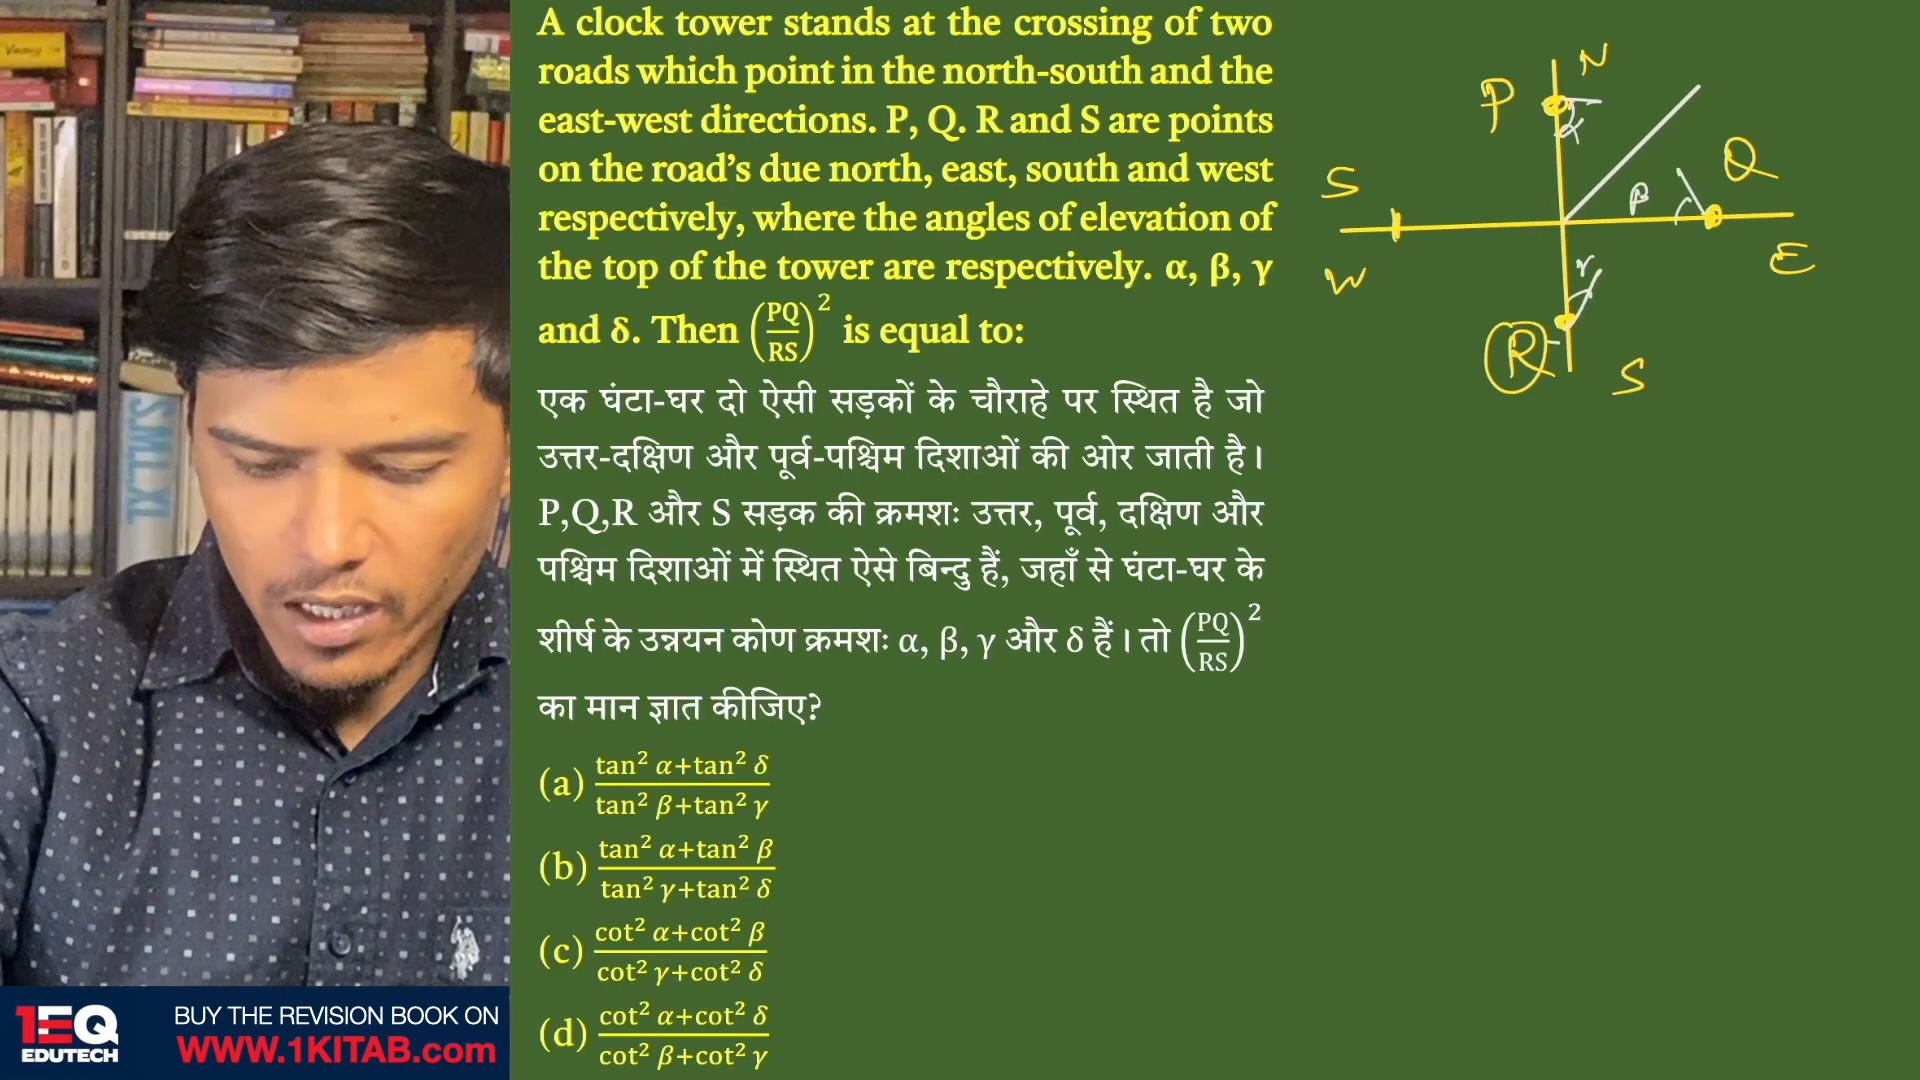 A clock tower stands at the crossing of two
roads which point in the north-south and the
east-west directions. P, Q. R and S are points
on the road’s due north, east, south and west
respectively, where the angles of elevation of
the top of the tower are respectively. α, β, γ
and δ. Then (PQ/RS)² is equal to:
एक घंटा-घर दो ऐसी सड़कों के चौराहे पर स्थित है जो
उत्तर-दक्षिण और पूर्व-पश्चिम दिशाओं की ओर जाती है।
P,Q,R और S सड़क की क्रमशः उत्तर, पूर्व, दक्षिण और
पश्चिम दिशाओं में स्थित ऐसे बिन्दु हैं, जहाँ से घंटा-घर के
शीर्ष के उन्नयन कोण क्रमशः α, β, γ और δ हैं। तो (PQ/RS)²
का मान ज्ञात कीजिए?
(a) tan² α+tan² δ / tan² β+tan² γ
(b) tan² α+tan² β / tan² γ+tan² δ
(c) cot² α+cot² β / cot² γ+cot² δ
(d) cot² α+cot² δ / cot² β+cot² γ
N
P
α
Q
S
β
E
W
r
R
S
SMLXL
1EQ
EDUTECH
BUY THE REVISION BOOK ON
WWW.1KITAB.com